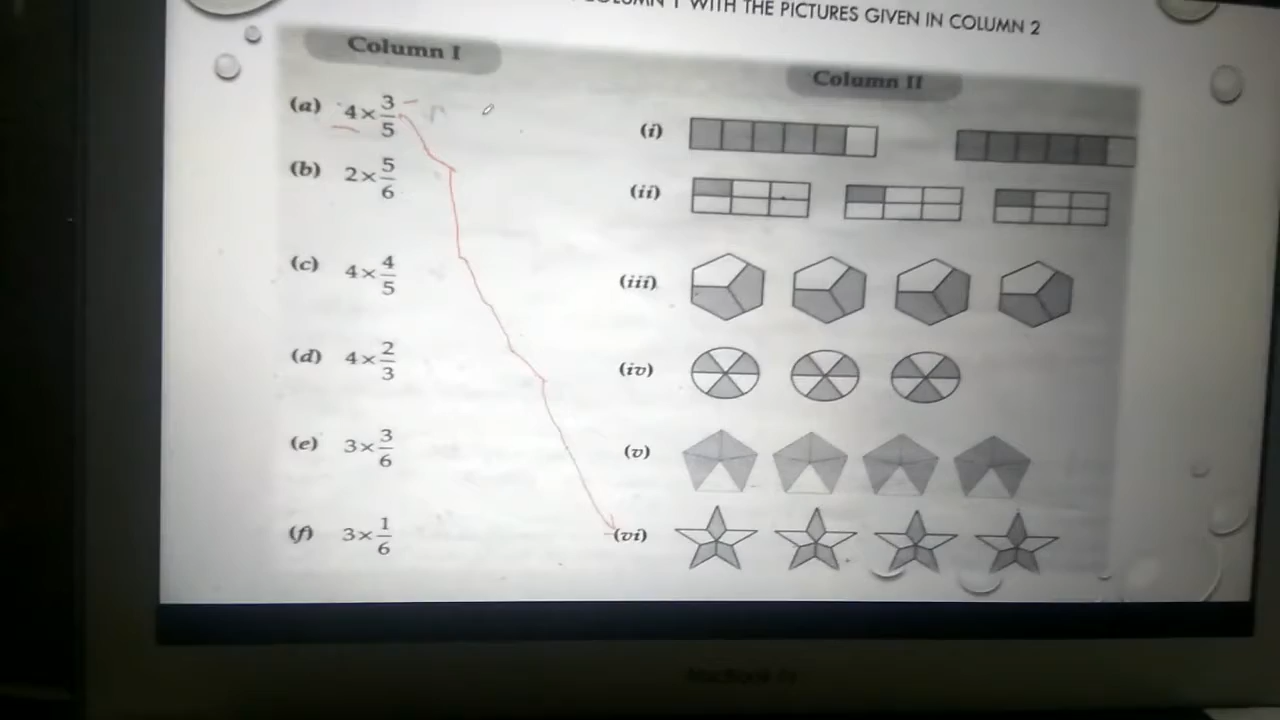 WITH THE PICTURES GIVEN IN COLUMN 2
Column I
Column II
(a) 4×3/5
(i)
(b) 2×5/6
(ii)
(c) 4×4/5
(iii)
(d) 4×2/3
(iv)
(e) 3×3/6
(v)
(f) 3×1/6
(vi)